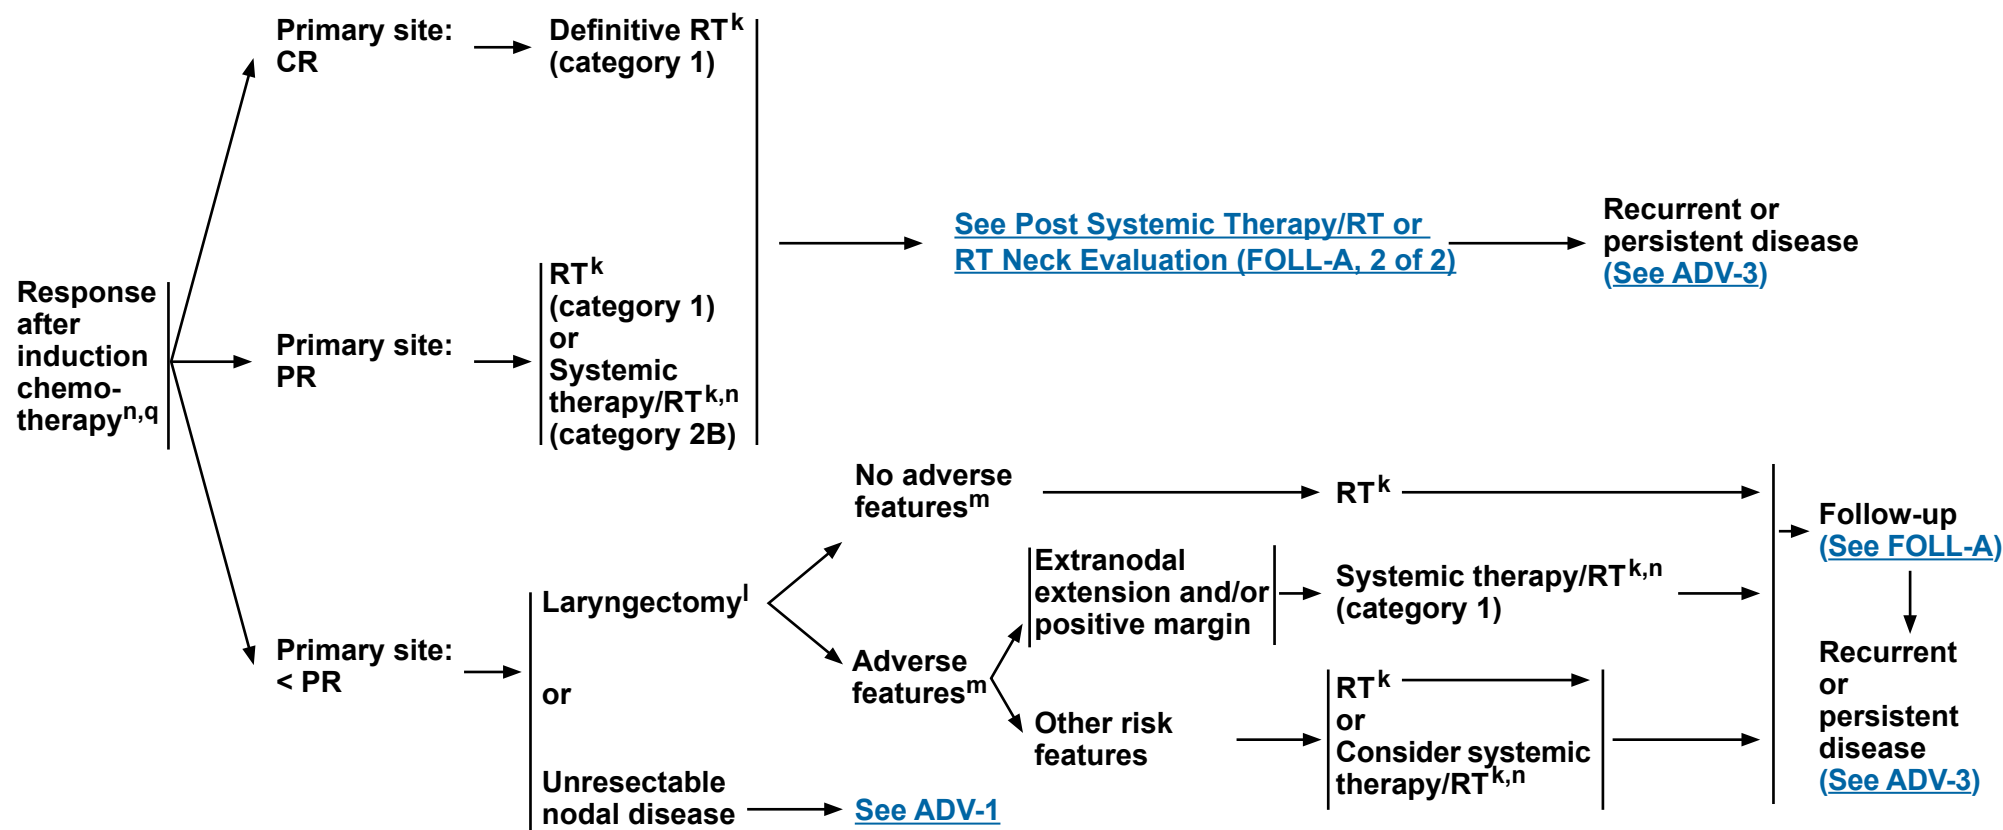 Primary site:
CR
Definitive RTk
(category 1)
Response
after
induction
chemo-
therapyn,q
Primary site:
PR
RTk
(category 1)
or
Systemic
therapy/RTk,n
(category 2B)
See Post Systemic Therapy/RT or
RT Neck Evaluation (FOLL-A, 2 of 2)
Recurrent or
persistent disease
(See ADV-3)
Primary site:
< PR
Laryngectomyl
or
Unresectable
nodal disease
See ADV-1
No adverse
featuresm
RTk
Adverse
featuresm
Extranodal
extension and/or
positive margin
Systemic therapy/RTk,n
(category 1)
Other risk
features
RTk
or
Consider systemic
therapy/RTk,n
Follow-up
(See FOLL-A)
Recurrent
or
persistent
disease
(See ADV-3)